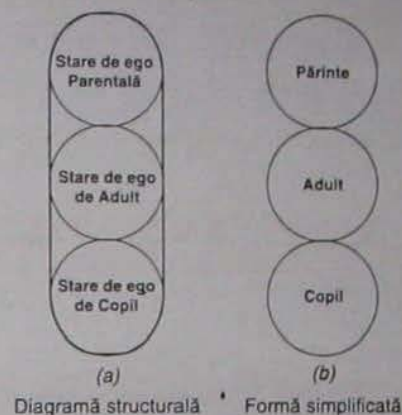 Stare de ego
Parentală
Stare de ego
de Adult
Stare de ego
de Copil
(a)
Diagramă structurală
Părinte
Adult
Copil
(b)
Formă simplificată